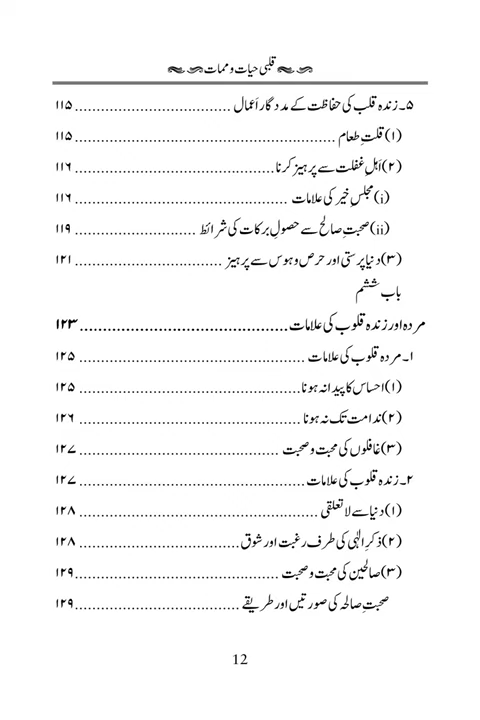 قلبی حیات و ممات
۵۔ زندہ قلب کی حفاظت کے مددگار اَعمال ................................. ۱۱۵
(۱) قلتِ طعام ....................................................... ۱۱۵
(۲) اَہلِ غفلت سے پرہیز کرنا .......................................... ۱۱۶
(i) مجلسِ خیر کی علامات ............................................. ۱۱۶
(ii) صحبتِ صالح سے حصولِ برکات کی شرائط .......................... ۱۱۹
(۳) دنیا پرستی اور حرص و ہوس سے پرہیز ............................... ۱۲۱
باب ششم
مردہ اور زندہ قلوب کی علامات ............................................ ۱۲۳
۱۔ مردہ قلوب کی علامات ................................................ ۱۲۵
(۱) احساس کا پیدا نہ ہونا ............................................... ۱۲۵
(۲) ندامت تک نہ ہونا ............................................... ۱۲۶
(۳) غافلوں کی محبت و صحبت .......................................... ۱۲۷
۲۔ زندہ قلوب کی علامات ................................................ ۱۲۷
(۱) دنیا سے لاتعلقی ................................................... ۱۲۸
(۲) ذکرِ الٰہی کی طرف رغبت اور شوق .................................. ۱۲۸
(۳) صالحین کی محبت و صحبت ........................................... ۱۲۹
صحبتِ صالحہ کی صورتیں اور طریقے ................................... ۱۲۹
12